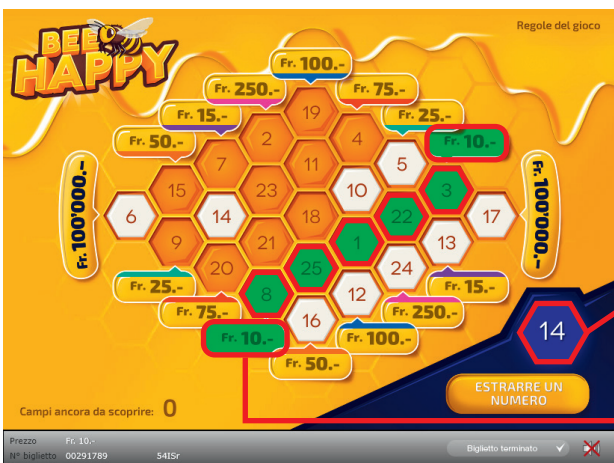 BEE
HAPPY
Regole del gioco
Fr. 100.-
Fr. 250.-
Fr. 75.-
Fr. 15.-
Fr. 25.-
Fr. 50.-
Fr. 10.-
19
2
4
7
11
5
15
23
10
3
6
14
18
22
17
9
21
1
13
20
25
24
8
12
16
Fr. 100'000.-
Fr. 100'000.-
Fr. 25.-
Fr. 15.-
Fr. 75.-
Fr. 250.-
Fr. 10.-
Fr. 100.-
Fr. 50.-
14
ESTRARRE UN
NUMERO
Campi ancora da scoprire: 0
Prezzo Fr. 10.-
N° biglietto 00291789 54ISr
Biglietto terminato